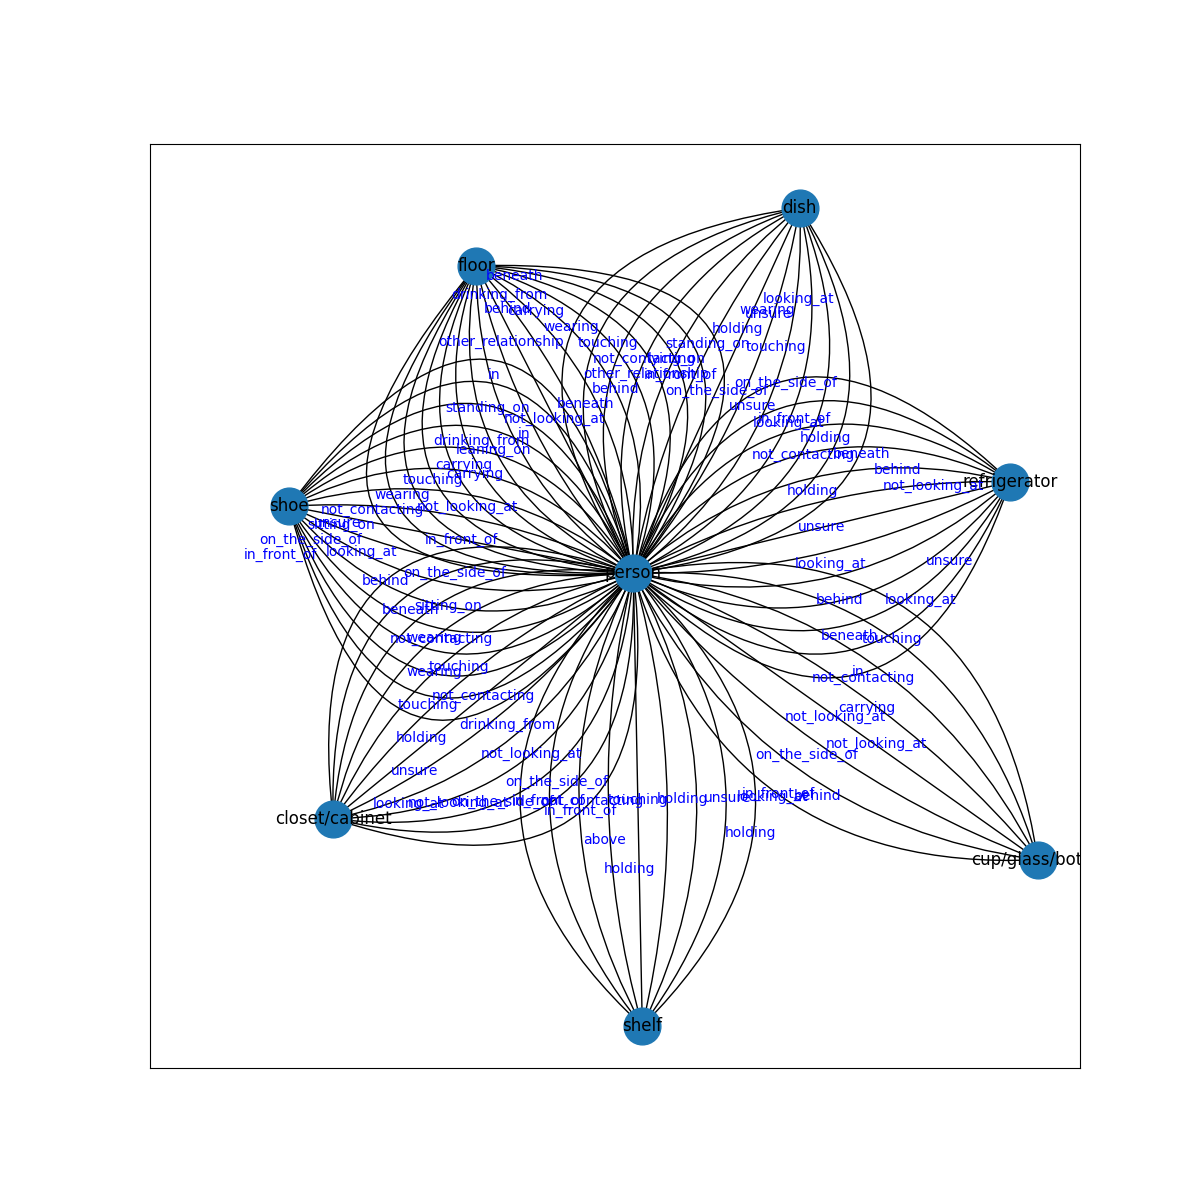 dish
floor
beneath
drinking_from
looking_at
behind
carrying
wearing
unsure
wearing
holding
other_relationship
touching
standing_on
touching
not_contacting
in
other_relationship
in_front_of
on_the_side_of
behind
on_the_side_of
beneath
unsure
standing_on
not_looking_at
in_front_of
looking_at
in
holding
drinking_from
leaning_on
not_contacting
beneath
carrying
behind
carrying
touching
refrigerator
not_looking_at
wearing
holding
shoe
not_contacting
not_looking_at
unsure
sitting_on
unsure
on_the_side_of
in_front_of
in_front_of
looking_at
looking_at
unsure
person
on_the_side_of
behind
sitting_on
beneath
behind
looking_at
wearing
not_contacting
beneath
touching
touching
wearing
in
not_contacting
not_contacting
touching
carrying
drinking_from
not_looking_at
holding
not_looking_at
not_looking_at
on_the_side_of
unsure
on_the_side_of
looking_at
not_looking_at
on_the_side_of
in_front_of
not_contacting
touching
holding
unsure
looking_at
in_front_of
behind
in_front_of
closet/cabinet
above
holding
cup/glass/bot
holding
shelf